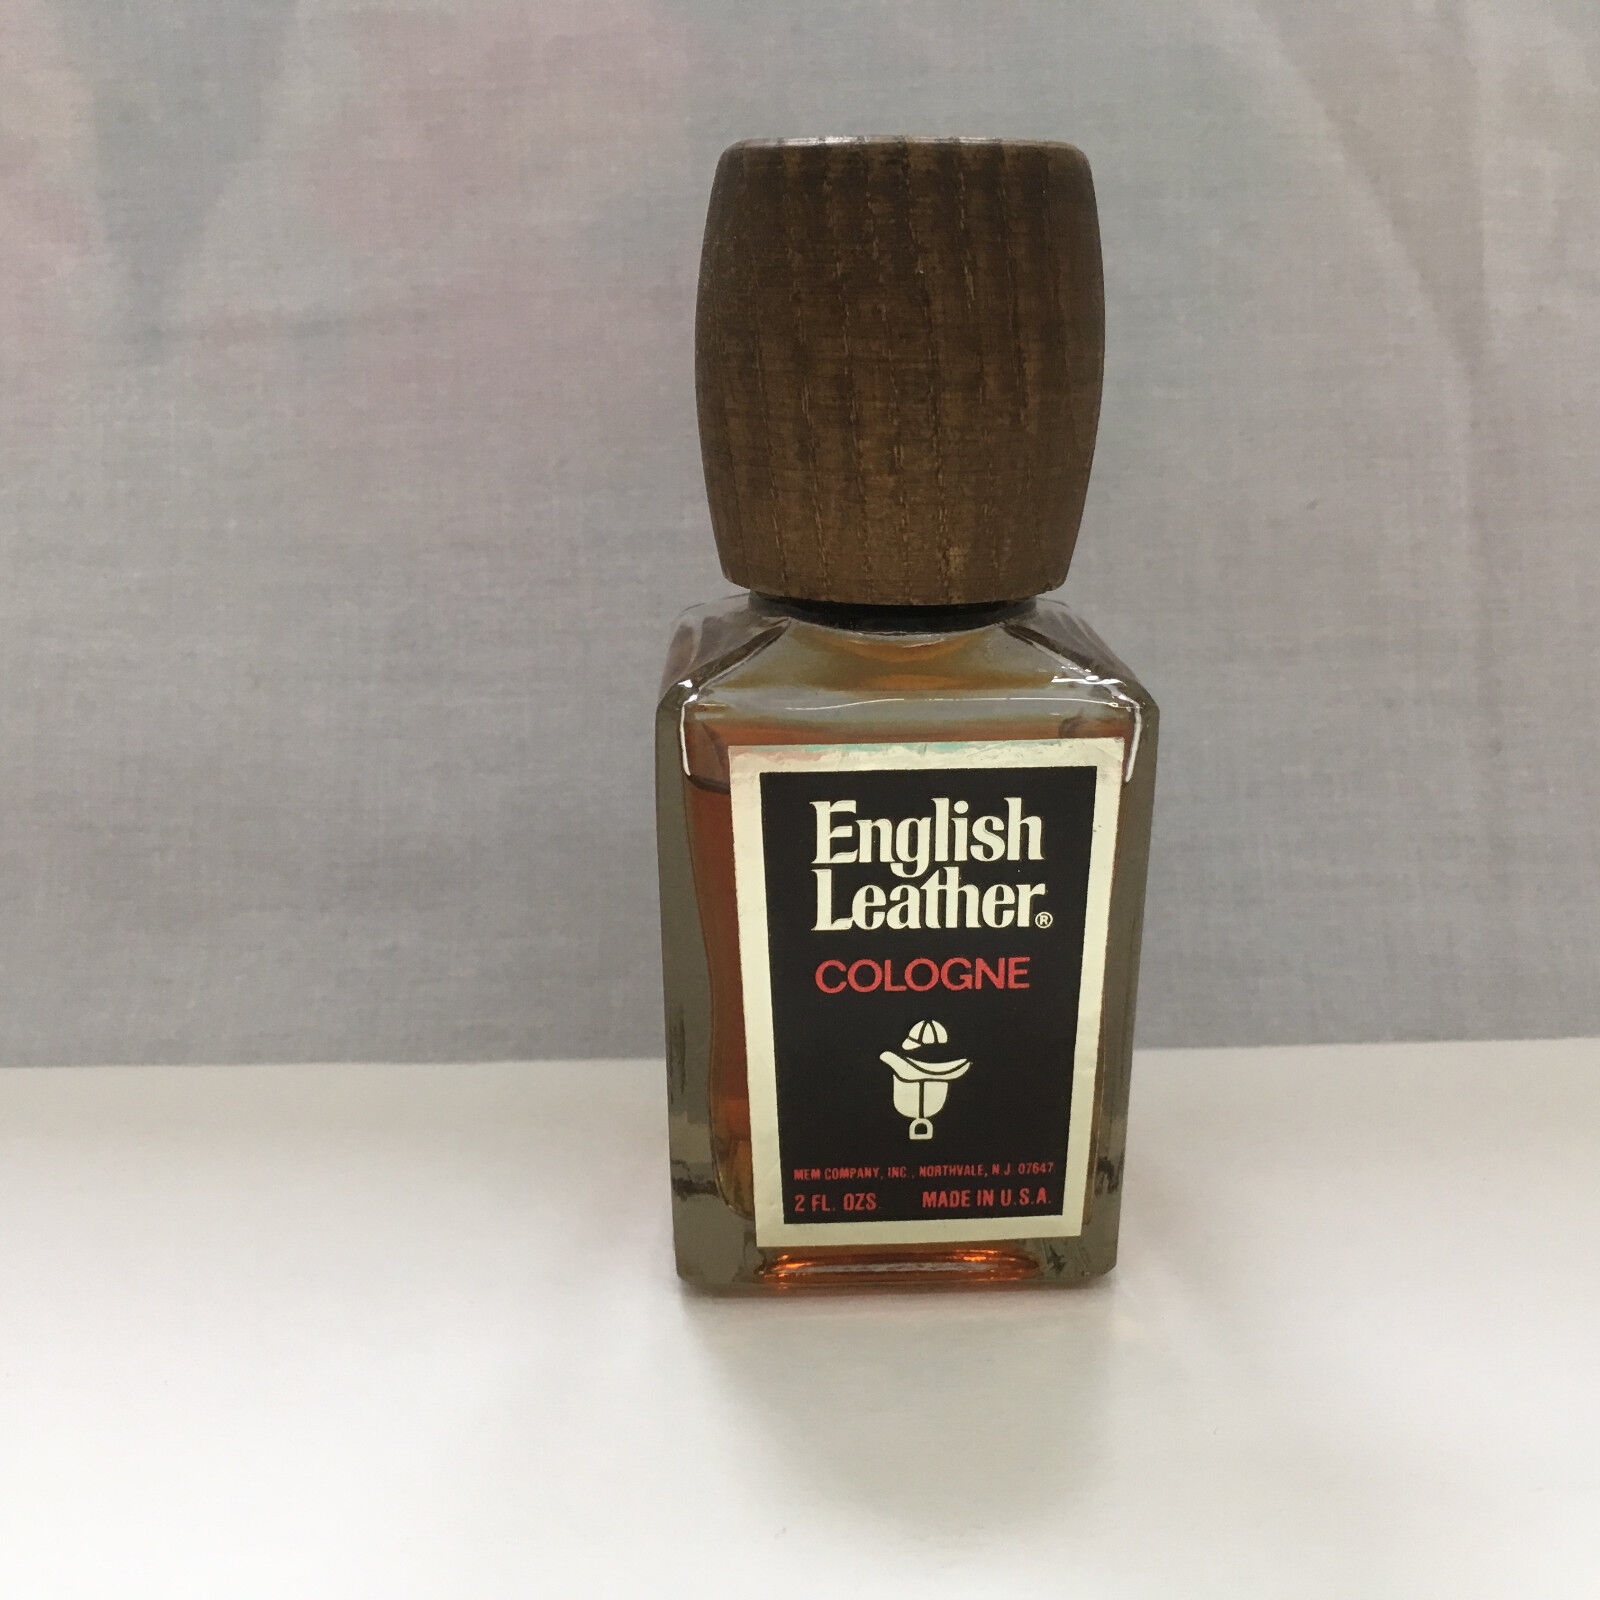 English
Leather®
COLOGNE
MEM COMPANY, INC., NORTHVALE, N.J. 07647
2 FL. OZS. MADE IN U.S.A.